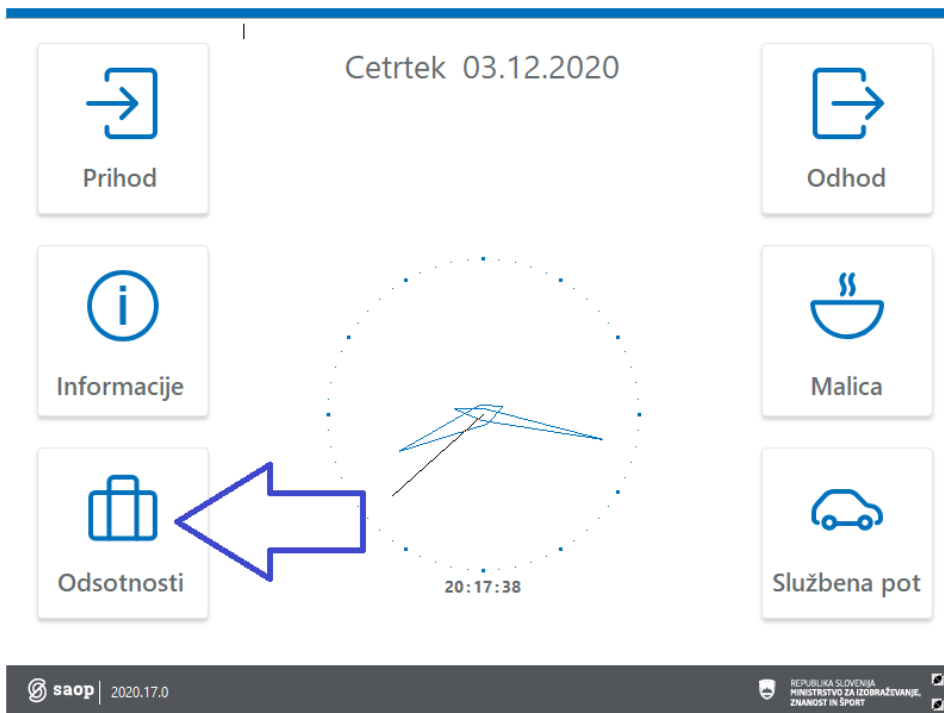 Cetrtek 03.12.2020
Prihod
Odhod
Informacije
Malica
Odsotnosti
Službena pot
20:17:38
saop 2020.17.0
REPUBLIKA SLOVENIJA
MINISTRSTVO ZA IZOBRAŽEVANJE,
ZNANOST IN ŠPORT